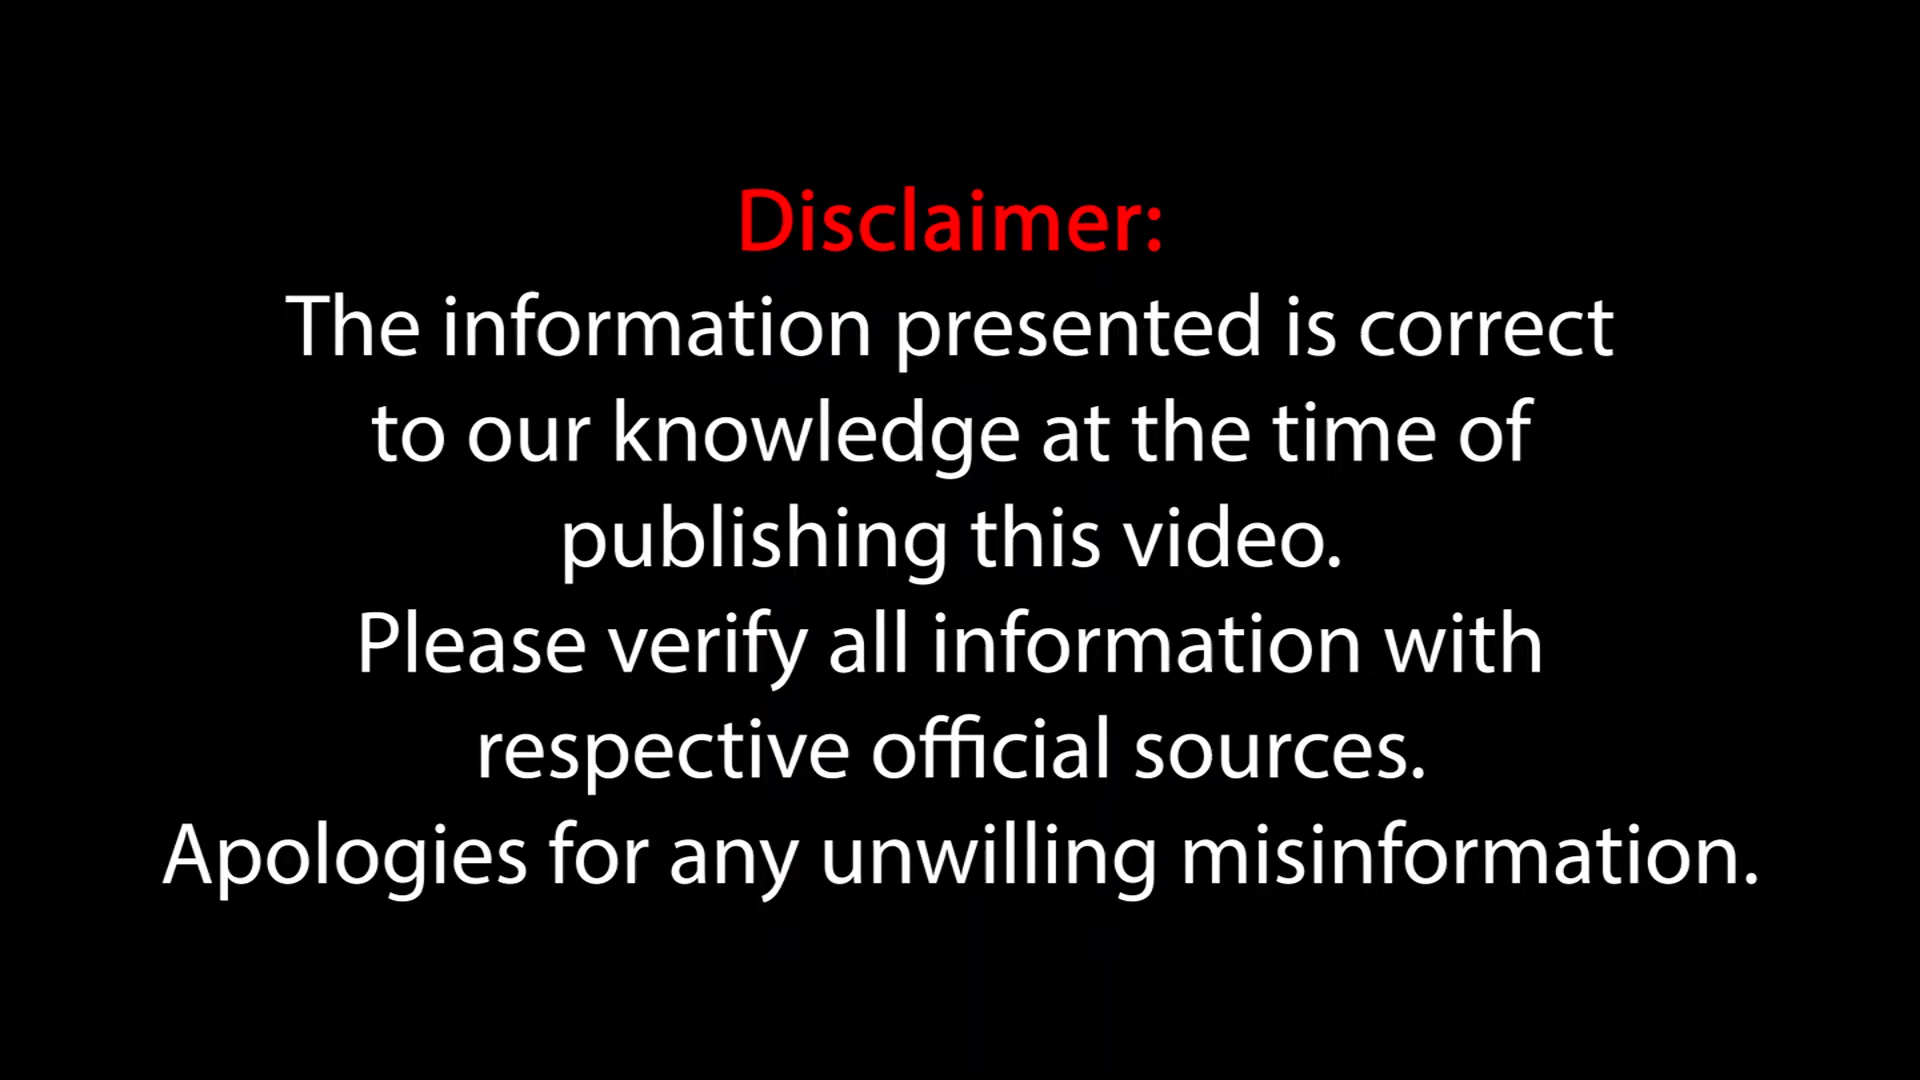 Disclaimer:
The information presented is correct
to our knowledge at the time of
publishing this video.
Please verify all information with
respective official sources.
Apologies for any unwilling misinformation.